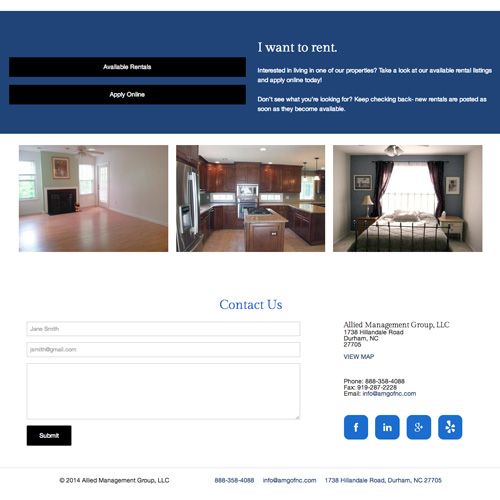 Available Rentals
Apply Online
I want to rent.
Interested in living in one of our properties? Take a look at our available rental listings
and apply online today!
Don't see what you're looking for? Keep checking back- new rentals are posted as
soon as they become available.
Contact Us
Jane Smith
jsmith@gmail.com
Submit
Allied Management Group, LLC
1738 Hillandale Road
Durham, NC
27705
VIEW MAP
Phone: 888-358-4088
Fax: 919-287-2228
Email: info@amgofnc.com
f in g+
© 2014 Allied Management Group, LLC 888-358-4088 info@amgofnc.com 1738 Hillandale Road, Durham, NC 27705